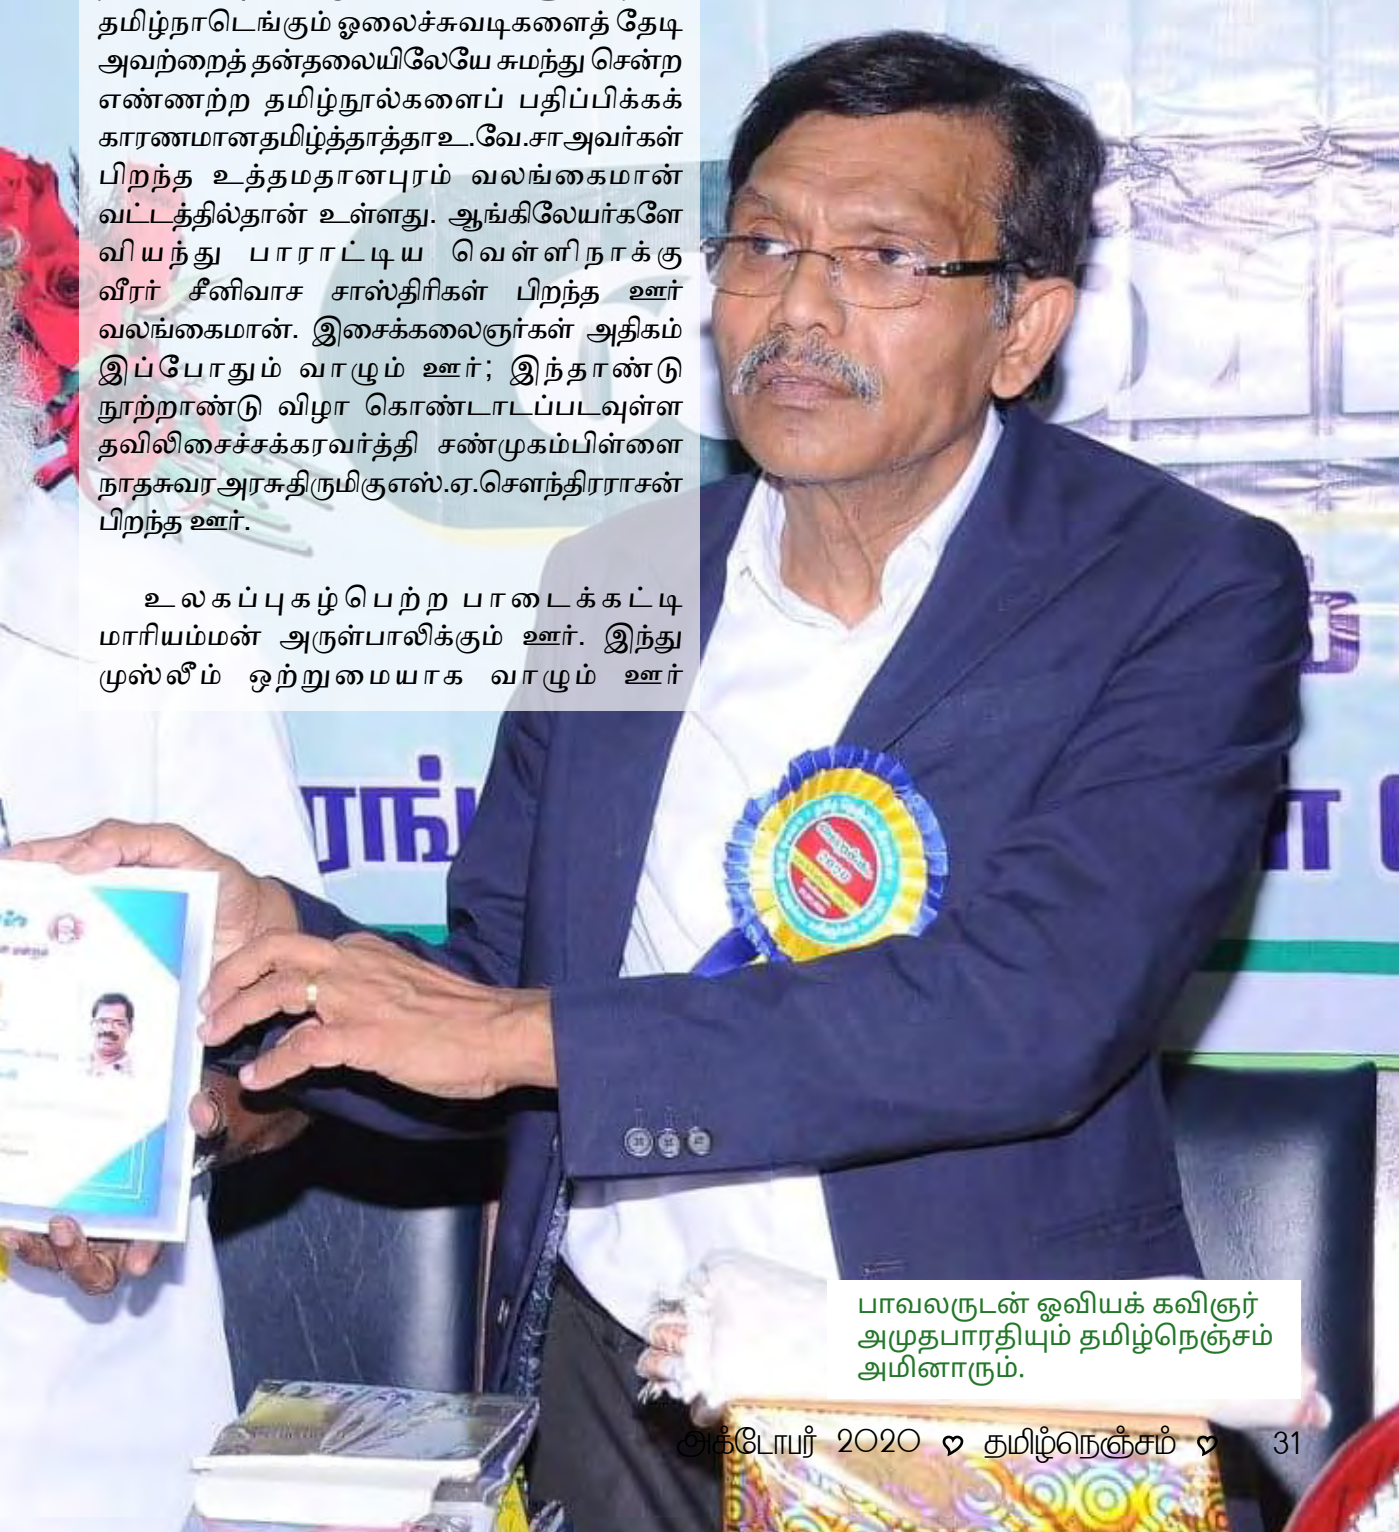 தமிழ்நாடெங்கும் ஓலைச்சுவடிகளைத் தேடி
அவற்றைத் தன்தலையிலேயே சுமந்து சென்ற
எண்ணற்ற தமிழ்நூல்களைப் பதிப்பிக்கக்
காரணமானதமிழ்த்தாத்தாஉ.வே.சாஅவர்கள்
பிறந்த உத்தமதானபுரம் வலங்கைமான்
வட்டத்தில்தான் உள்ளது. ஆங்கிலேயர்களே
வியந்து பாராட்டிய வெள்ளிநாக்கு
வீரர் சீனிவாச சாஸ்திரிகள் பிறந்த ஊர்
வலங்கைமான். இசைக்கலைஞர்கள் அதிகம்
இப்போதும் வாழும் ஊர்; இந்தாண்டு
நூற்றாண்டு விழா கொண்டாடப்படவுள்ள
தவிலிசைச்சக்கரவர்த்தி சண்முகம்பிள்ளை
நாதசுவரஅரசுதிருமிகுஎஸ்.ஏ.சௌந்திரராசன்
பிறந்த ஊர்.
உலகப்புகழ்பெற்ற பாடைக்கட்டி
மாரியம்மன் அருள்பாலிக்கும் ஊர். இந்து
முஸ்லீம் ஒற்றுமையாக வாழும் ஊர்
2020
பாவலருடன் ஓவியக் கவிஞர்
அமுதபாரதியும் தமிழ்நெஞ்சம்
அமினாரும்.
அக்டோபர் 2020 ღ தமிழ்நெஞ்சம் ღ 31